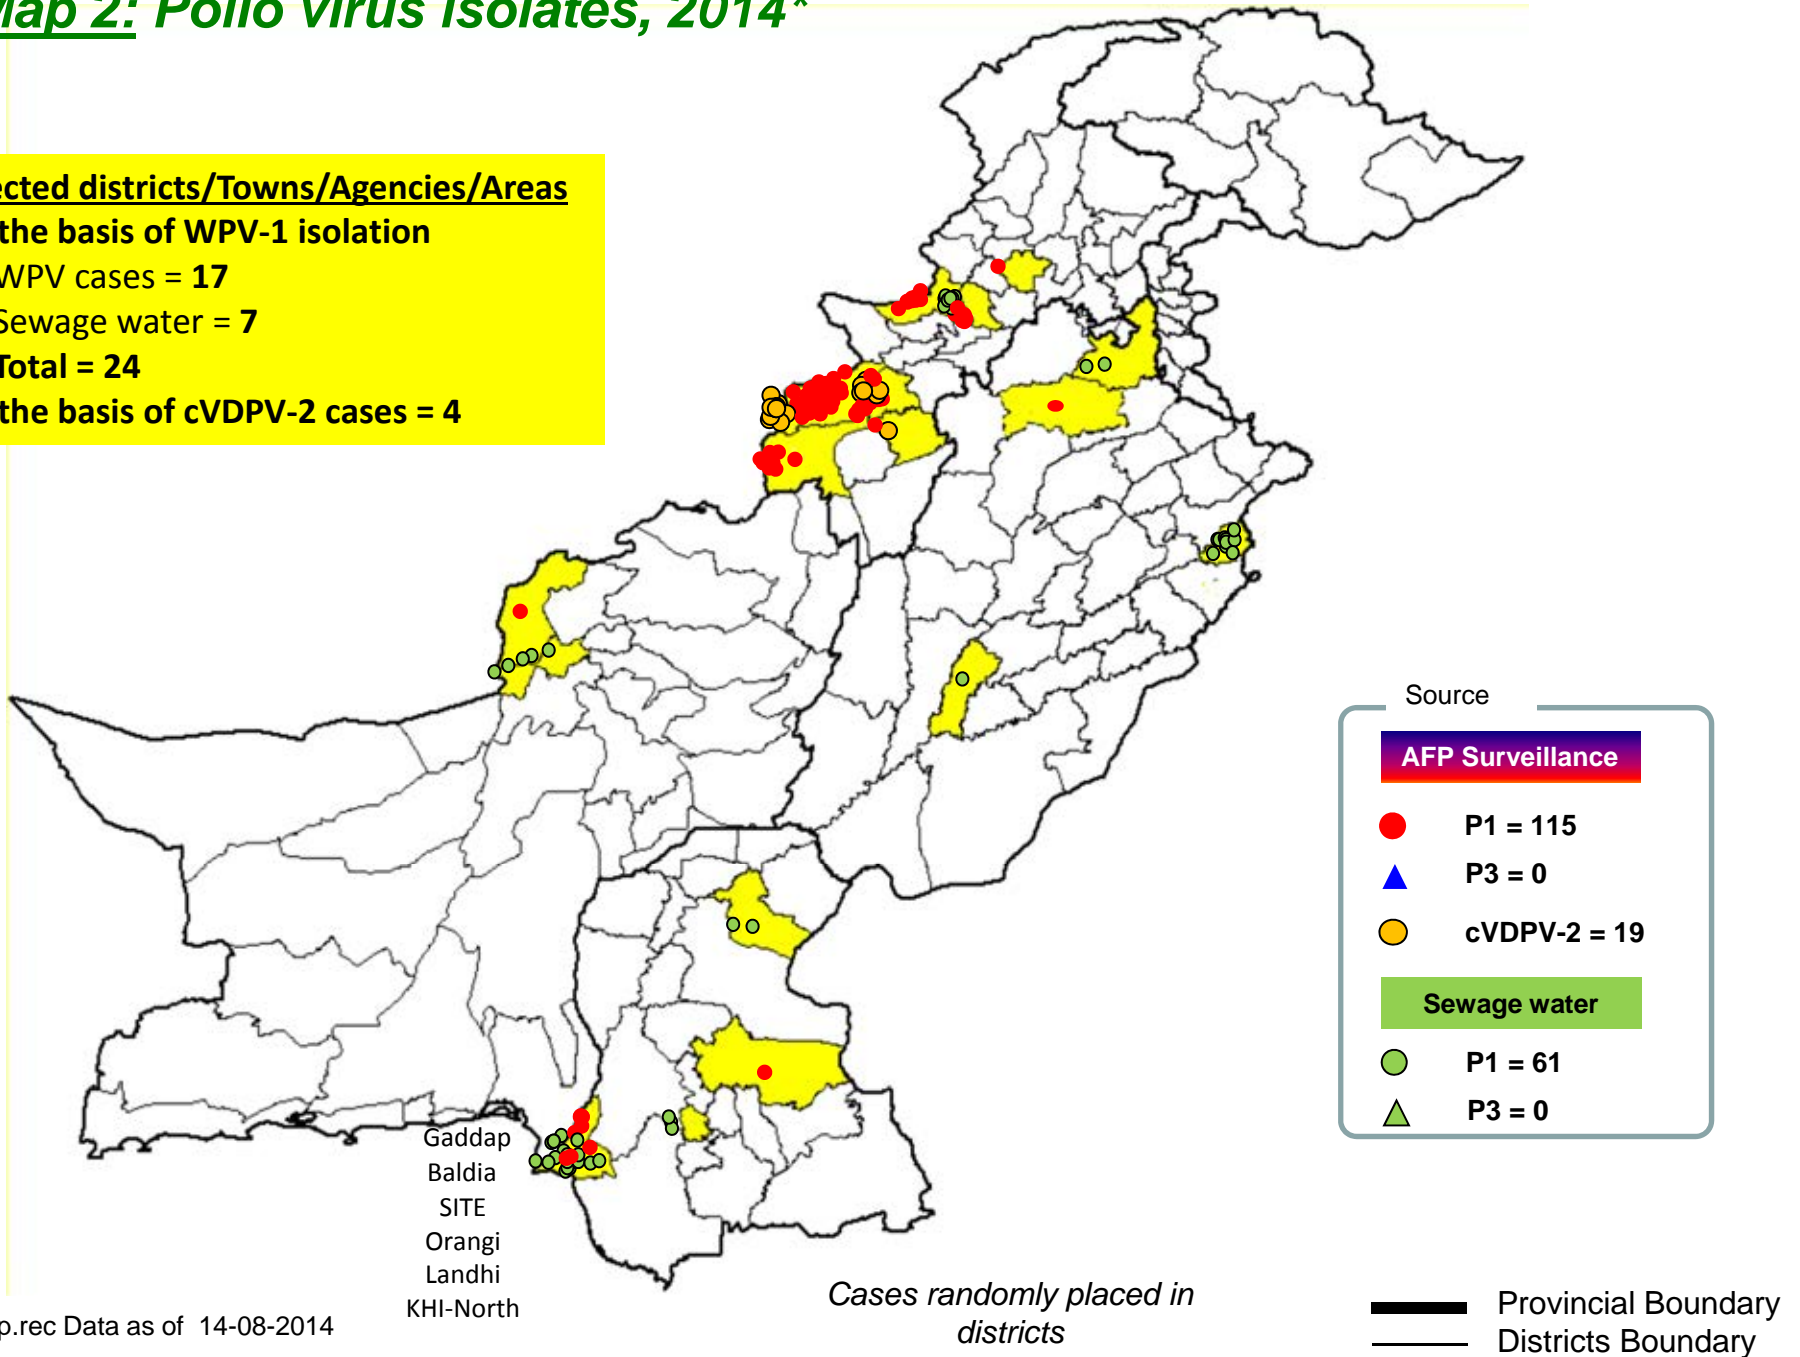 Map 2: Polio Virus Isolates, 2014*
ected districts/Towns/Agencies/Areas
the basis of WPV-1 isolation
WPV cases = 17
Sewage water = 7
Total = 24
the basis of cVDPV-2 cases = 4
Source
AFP Surveillance
P1 = 115
P3 = 0
cVDPV-2 = 19
Sewage water
P1 = 61
P3 = 0
Gaddap
Baldia
SITE
Orangi
Landhi
KHI-North
Cases randomly placed in
districts
p.rec Data as of 14-08-2014
Provincial Boundary
Districts Boundary